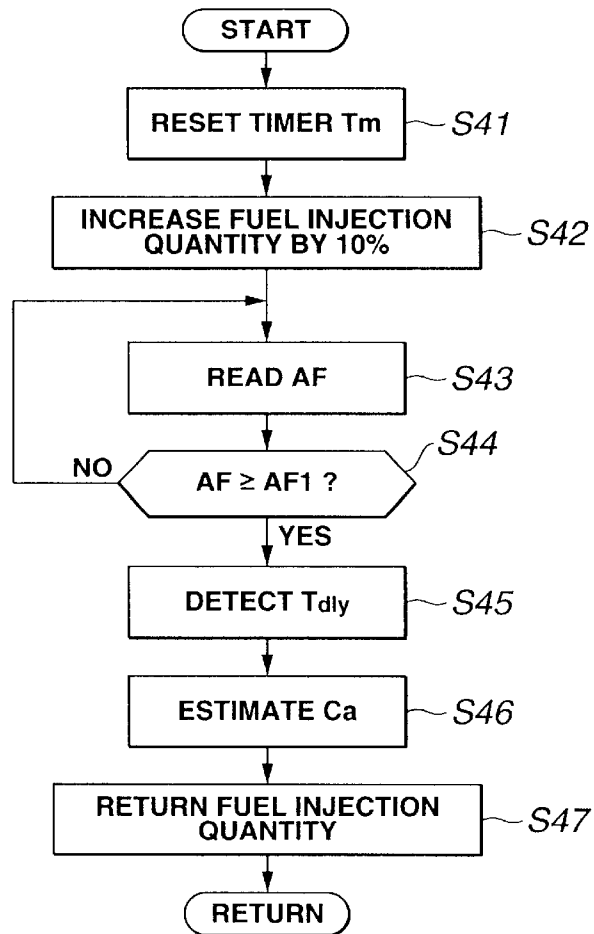 START
RESET TIMER Tm
S41
INCREASE FUEL INJECTION
QUANTITY BY 10%
S42
READ AF
S43
S44
NO
AF ≥ AF1 ?
YES
DETECT Tdly
S45
ESTIMATE Ca
S46
RETURN FUEL INJECTION
QUANTITY
S47
RETURN